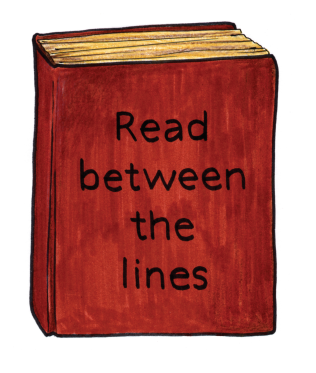 Read
between
the
lines